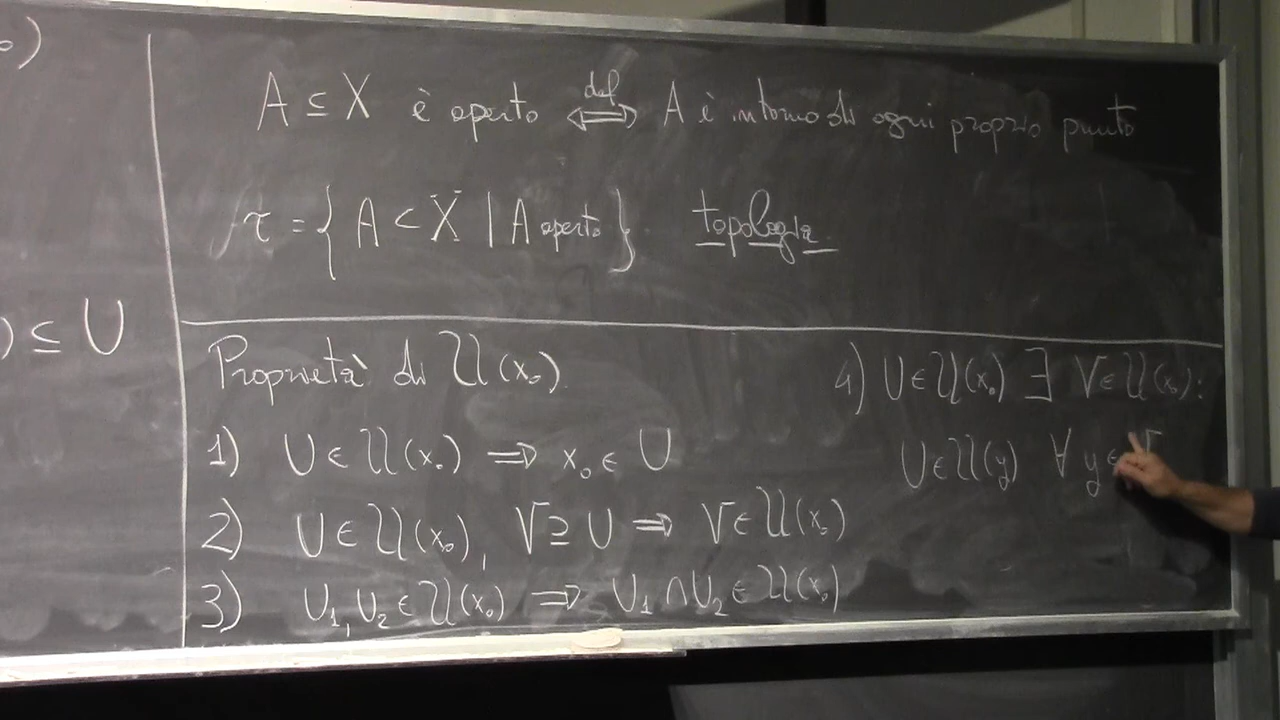 ₀)
A ⊆ X è aperto ⟺ def A è intorno di ogni proprio punto
τ = { A ⊂ X | A aperto } topologia
) ⊆ U
Proprietà di 𝒰(x₀)
1) U ∈ 𝒰(x₀) ⟹ x₀ ∈ U
2) U ∈ 𝒰(x₀), V ⊇ U ⟹ V ∈ 𝒰(x₀)
3) U₁, U₂ ∈ 𝒰(x₀) ⟹ U₁ ∩ U₂ ∈ 𝒰(x₀)
4) U ∈ 𝒰(x₀) ∃ V ∈ 𝒰(x₀):
U ∈ 𝒰(y) ∀ y ∈ V